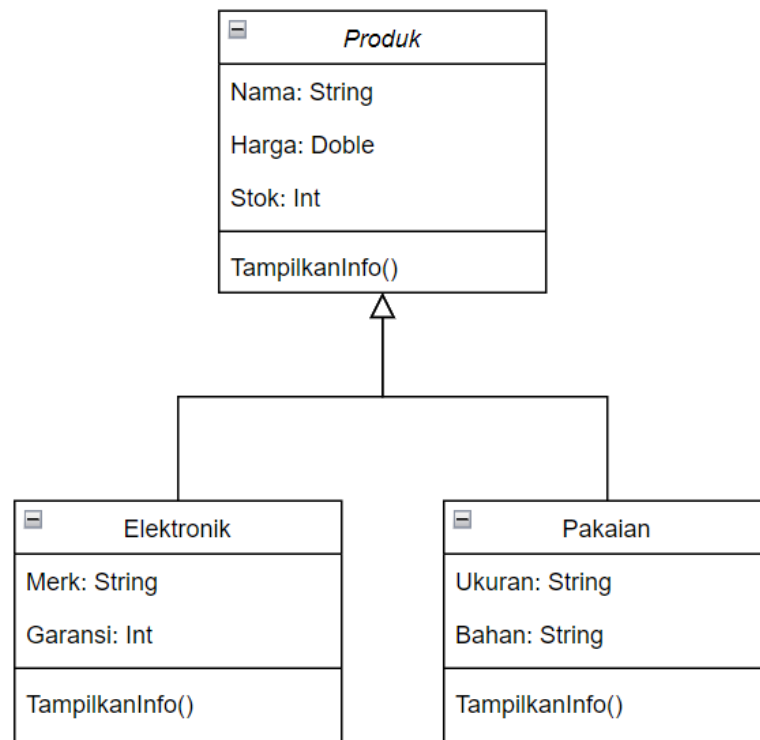 Produk
Nama: String
Harga: Doble
Stok: Int
TampilkanInfo()
Elektronik
Merk: String
Garansi: Int
TampilkanInfo()
Pakaian
Ukuran: String
Bahan: String
TampilkanInfo()